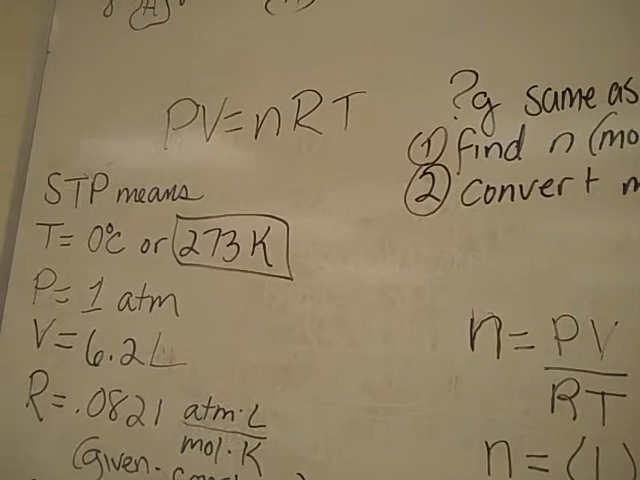 PV=nRT
STP means
T= 0°C or 273 K
P= 1 atm
V= 6.2L
R= .0821 atm·L
mol·K
(given.
?g same as
① find n (mo
② convert m
n= PV
RT
n = (1)